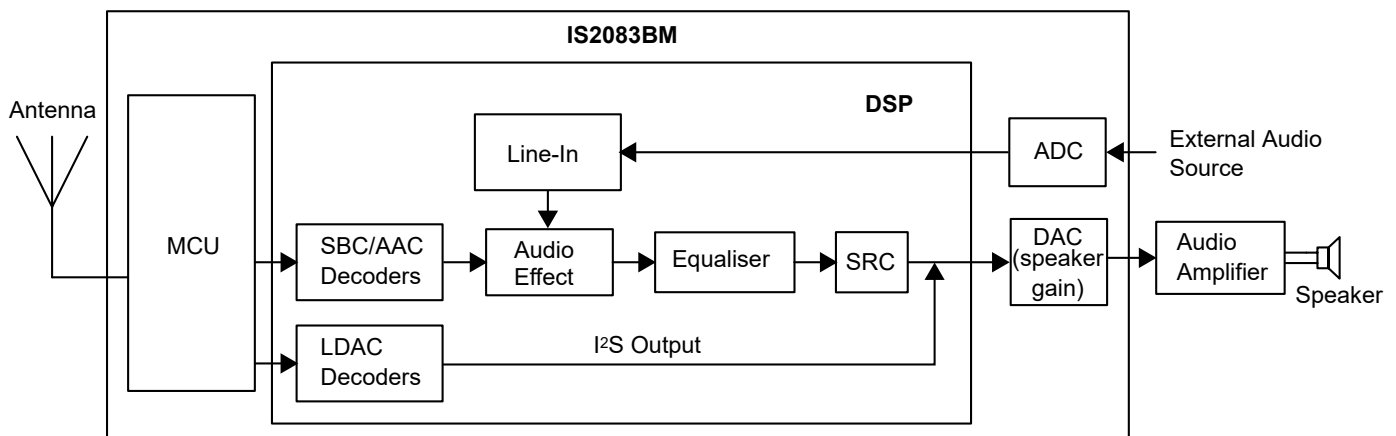 IS2083BM
DSP
Antenna
MCU
Line-In
ADC
External Audio
Source
SBC/AAC
Decoders
Audio
Effect
Equaliser
SRC
DAC
(speaker
gain)
Audio
Amplifier
Speaker
LDAC
Decoders
I²S Output